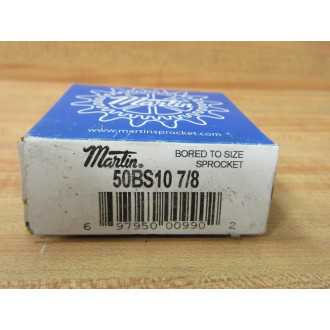 Martin
www.martinsprocket.com
Martin®
BORED TO SIZE
SPROCKET
50BS10 7/8
6 97950 00990 2